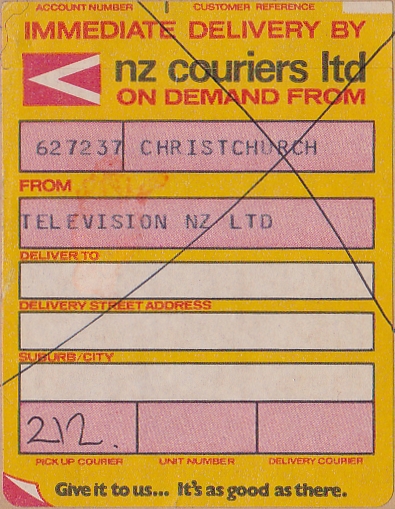 ACCOUNT NUMBER CUSTOMER REFERENCE
IMMEDIATE DELIVERY BY
nz couriers ltd
ON DEMAND FROM
627237 CHRISTCHURCH
FROM
TELEVISION NZ LTD
DELIVER TO
DELIVERY STREET ADDRESS
SUBURB/CITY
212.
PICK UP COURIER UNIT NUMBER DELIVERY COURIER
Give it to us... It's as good as there.